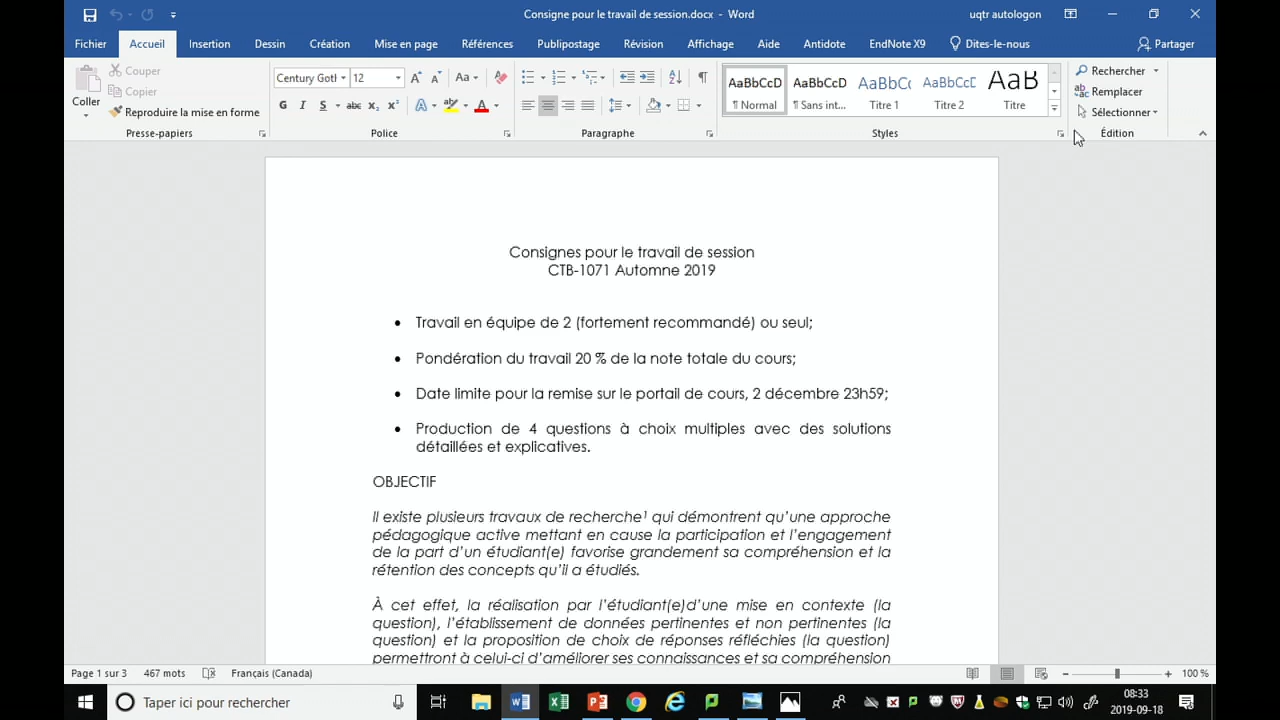 Consigne pour le travail de session.docx - Word
uqtr autologon
Fichier Accueil Insertion Dessin Création Mise en page Références Publipostage Révision Affichage Aide Antidote EndNote X9 Dites-le-nous Partager
Coller
Couper
Copier
Reproduire la mise en forme
Presse-papiers
Century Gotl 12
Aa
G I S abc x₂ x² A A
Police
Paragraphe
AaBbCcD AaBbCcD AaBbCc AaBbCcD AaB
¶ Normal ¶ Sans int... Titre 1 Titre 2 Titre
Styles
Rechercher
Remplacer
Sélectionner
Édition
Consignes pour le travail de session
CTB-1071 Automne 2019
• Travail en équipe de 2 (fortement recommandé) ou seul;
• Pondération du travail 20 % de la note totale du cours;
• Date limite pour la remise sur le portail de cours, 2 décembre 23h59;
• Production de 4 questions à choix multiples avec des solutions
détaillées et explicatives.
OBJECTIF
Il existe plusieurs travaux de recherche¹ qui démontrent qu'une approche
pédagogique active mettant en cause la participation et l'engagement
de la part d'un étudiant(e) favorise grandement sa compréhension et la
rétention des concepts qu'il a étudiés.
À cet effet, la réalisation par l'étudiant(e)d'une mise en contexte (la
question), l'établissement de données pertinentes et non pertinentes (la
question) et la proposition de choix de réponses réfléchies (la question)
permettront à celui-ci d'améliorer ses connaissances et sa compréhension
Page 1 sur 3 467 mots Français (Canada) 100 %
Taper ici pour rechercher
08:33
2019-09-18